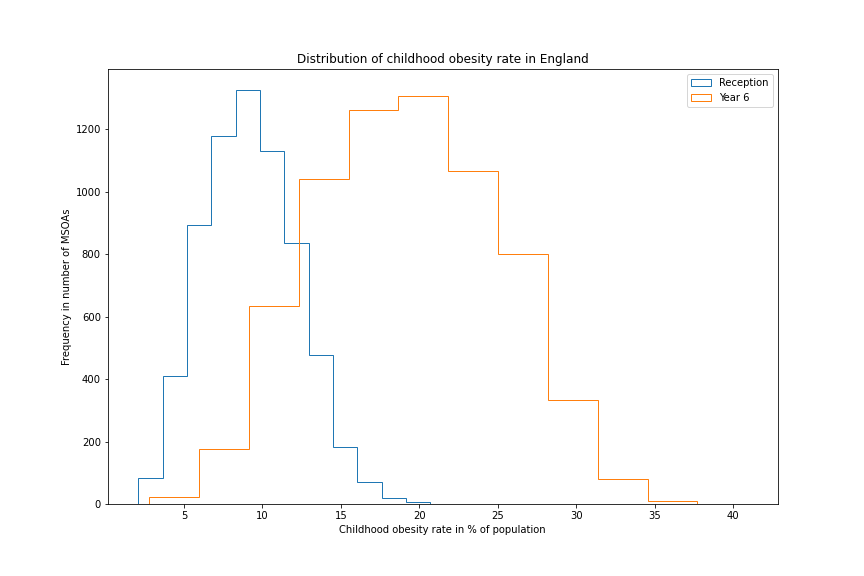 Distribution of childhood obesity rate in England
Reception
Year 6
Frequency in number of MSOAs
1200
1000
800
600
400
200
0
5 10 15 20 25 30 35 40
Childhood obesity rate in % of population